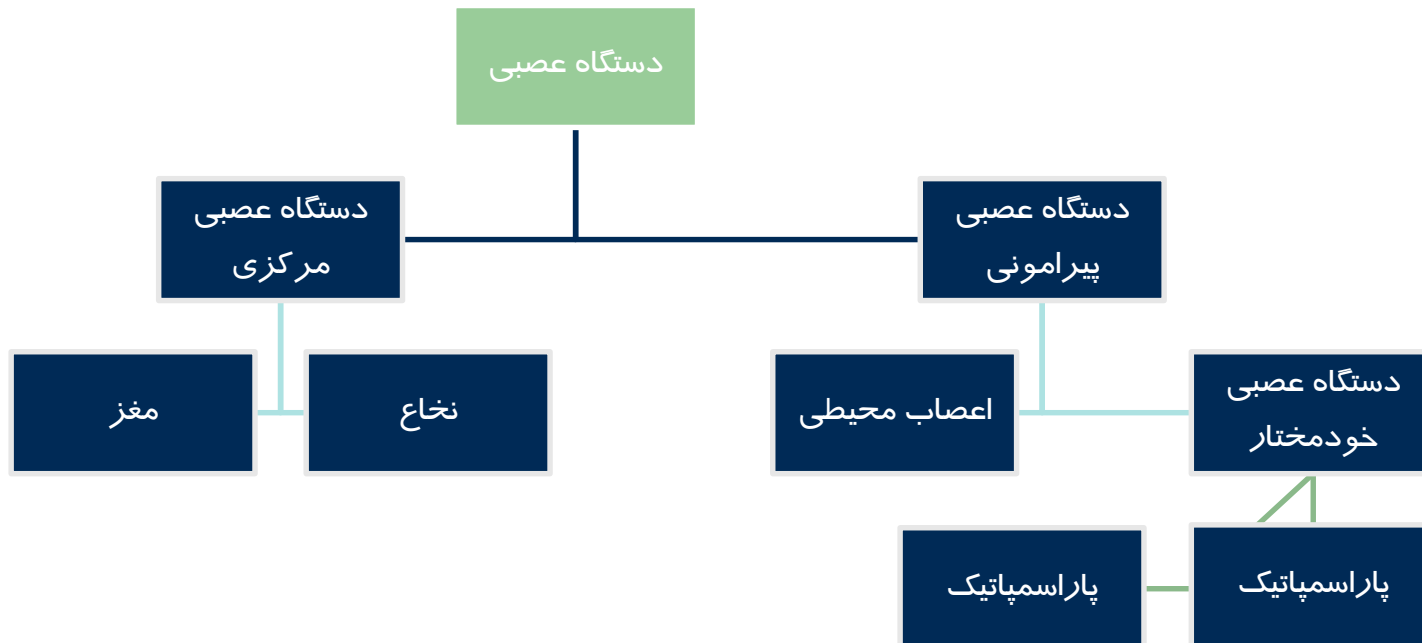 دستگاه عصبی
دستگاه عصبی
پیرامونی
دستگاه عصبی
مرکزی
دستگاه عصبی
خودمختار
اعصاب محیطی
نخاع
مغز
پاراسمپاتیک
پاراسمپاتیک